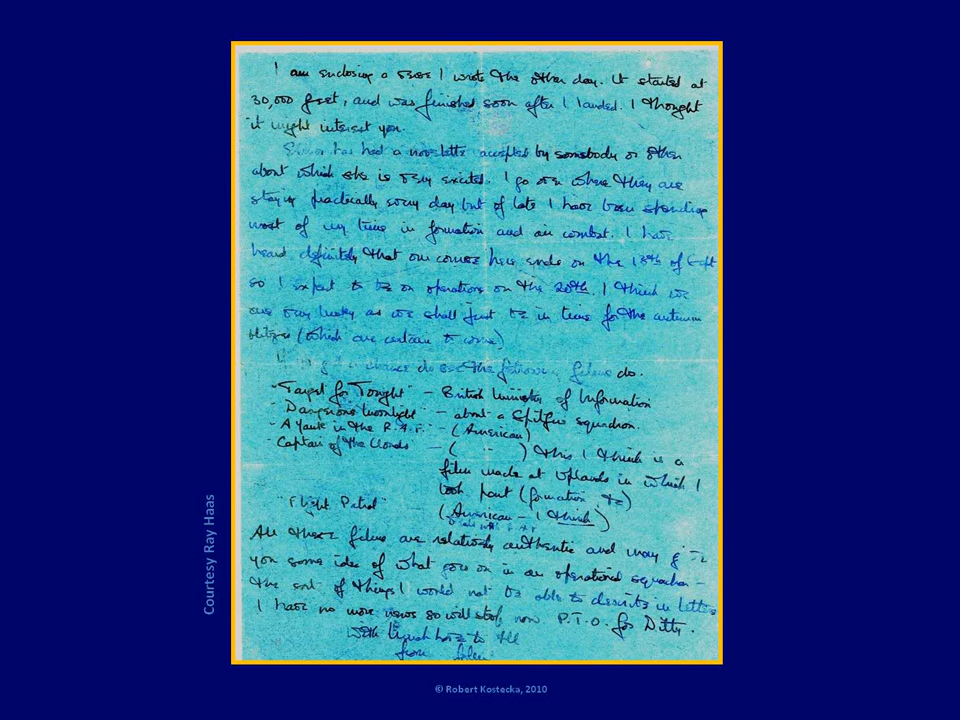 I am enclosing a verse I wrote the other day. It started at
30,000 feet, and was finished soon after I landed. I thought
it might interest you.
has had a novelette accepted by somebody or other
about which she is very excited. I go over where they are
staying practically every day but of late I have been spending
most of my time in formation and air combat. I have
heard definitely that our course here ends on the 13th of Sept
so I expect to be on operations on the 20th. I think we
are very lucky as we shall just be in time for the autumn
blitzes (which are certain to come)
chance do see the following films do.
"Target for Tonight" – British Ministry of Information
"Dangerous Moonlight" – about a Spitfire squadron.
"A Yank in the R.A.F." – (American)
"Captain of the Clouds – ( " ) this I think is a
film made at Uplands in which I
took part (formation etc)
"Flight Patrol" (American – I think)
All these films are relatively authentic and may give
you some idea of what goes on in an operational squadron –
the sort of things I would not be able to describe in letters
I have no more news so will stop now. P.T.O. for Ditty.
With much love to all
from
Courtesy Ray Haas
© Robert Kostecka, 2010